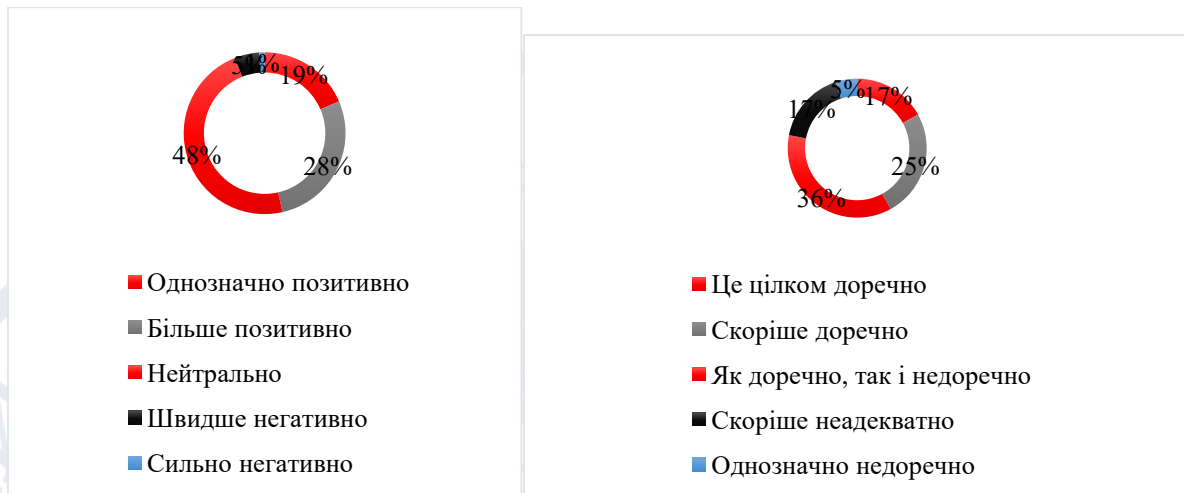 5%
1%
19%
48%
28%
Однозначно позитивно
Більше позитивно
Нейтрально
Швидше негативно
Сильно негативно
5%
17%
17%
25%
36%
Це цілком доречно
Скоріше доречно
Як доречно, так і недоречно
Скоріше неадекватно
Однозначно недоречно